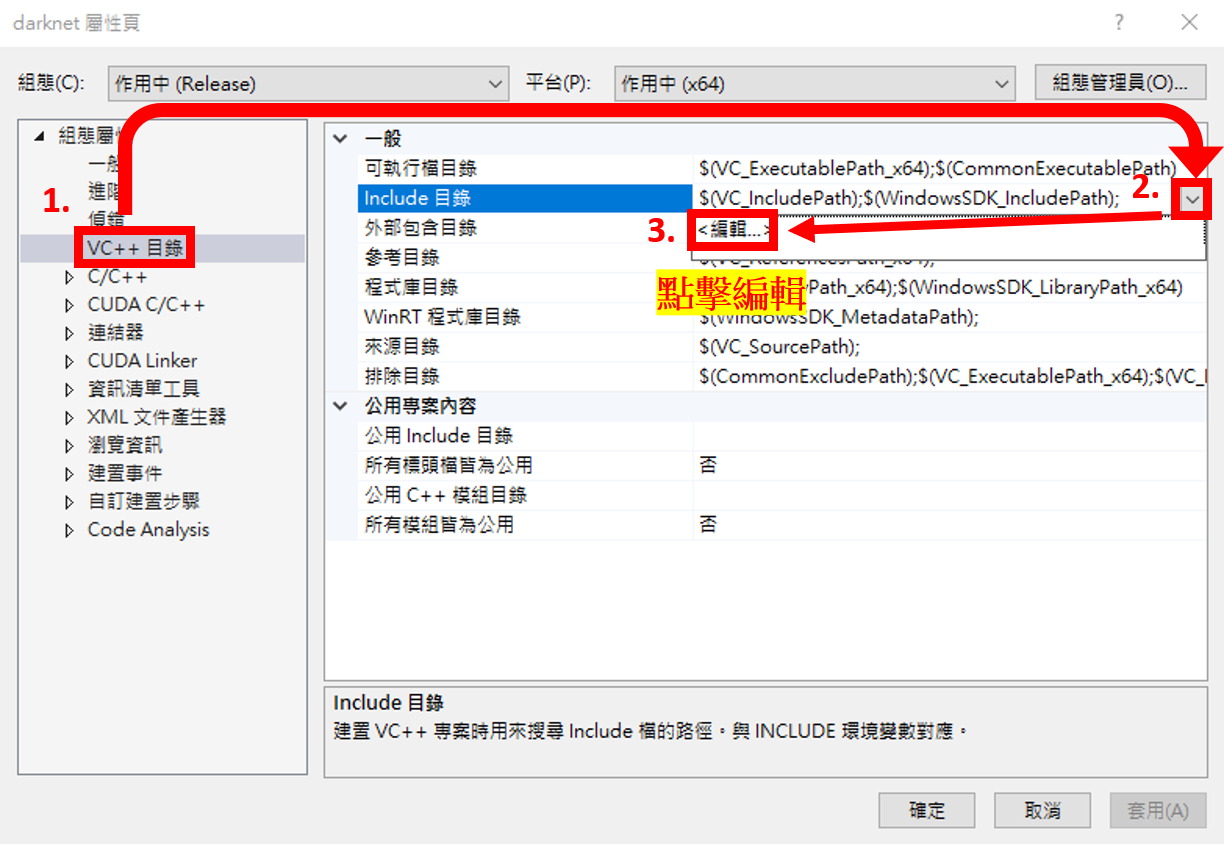 darknet 屬性頁
組態(C): 作用中 (Release) 平台(P): 作用中 (x64) 組態管理員(O)...
組態屬
一般
進階
1.
偵錯
VC++ 目錄
C/C++
CUDA C/C++
連結器
CUDA Linker
資訊清單工具
XML 文件產生器
瀏覽資訊
建置事件
自訂建置步驟
Code Analysis
一般
可執行檔目錄 $(VC_ExecutablePath_x64);$(CommonExecutablePath)
Include 目錄 $(VC_IncludePath);$(WindowsSDK_IncludePath); 2.
外部包含目錄 3. <編輯...>
參考目錄
點擊編輯
程式庫目錄 Path_x64);$(WindowsSDK_LibraryPath_x64)
WinRT 程式庫目錄 $(WindowsSDK_MetadataPath);
來源目錄 $(VC_SourcePath);
排除目錄 $(CommonExcludePath);$(VC_ExecutablePath_x64);$(VC_
公用專案內容
公用 Include 目錄
所有標頭檔皆為公用 否
公用 C++ 模組目錄
所有模組皆為公用 否
Include 目錄
建置 VC++ 專案時用來搜尋 Include 檔的路徑。與 INCLUDE 環境變數對應。
確定 取消 套用(A)